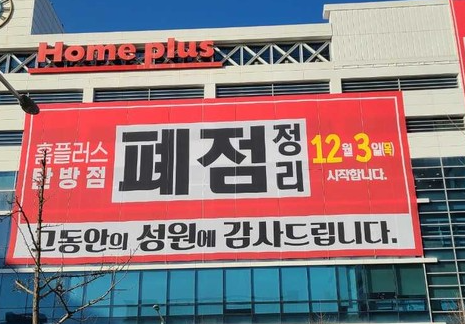 Home plus
홈플러스
탄방점
폐점
정리
12월 3일(목)
시작합니다.
그동안의 성원에 감사드립니다.